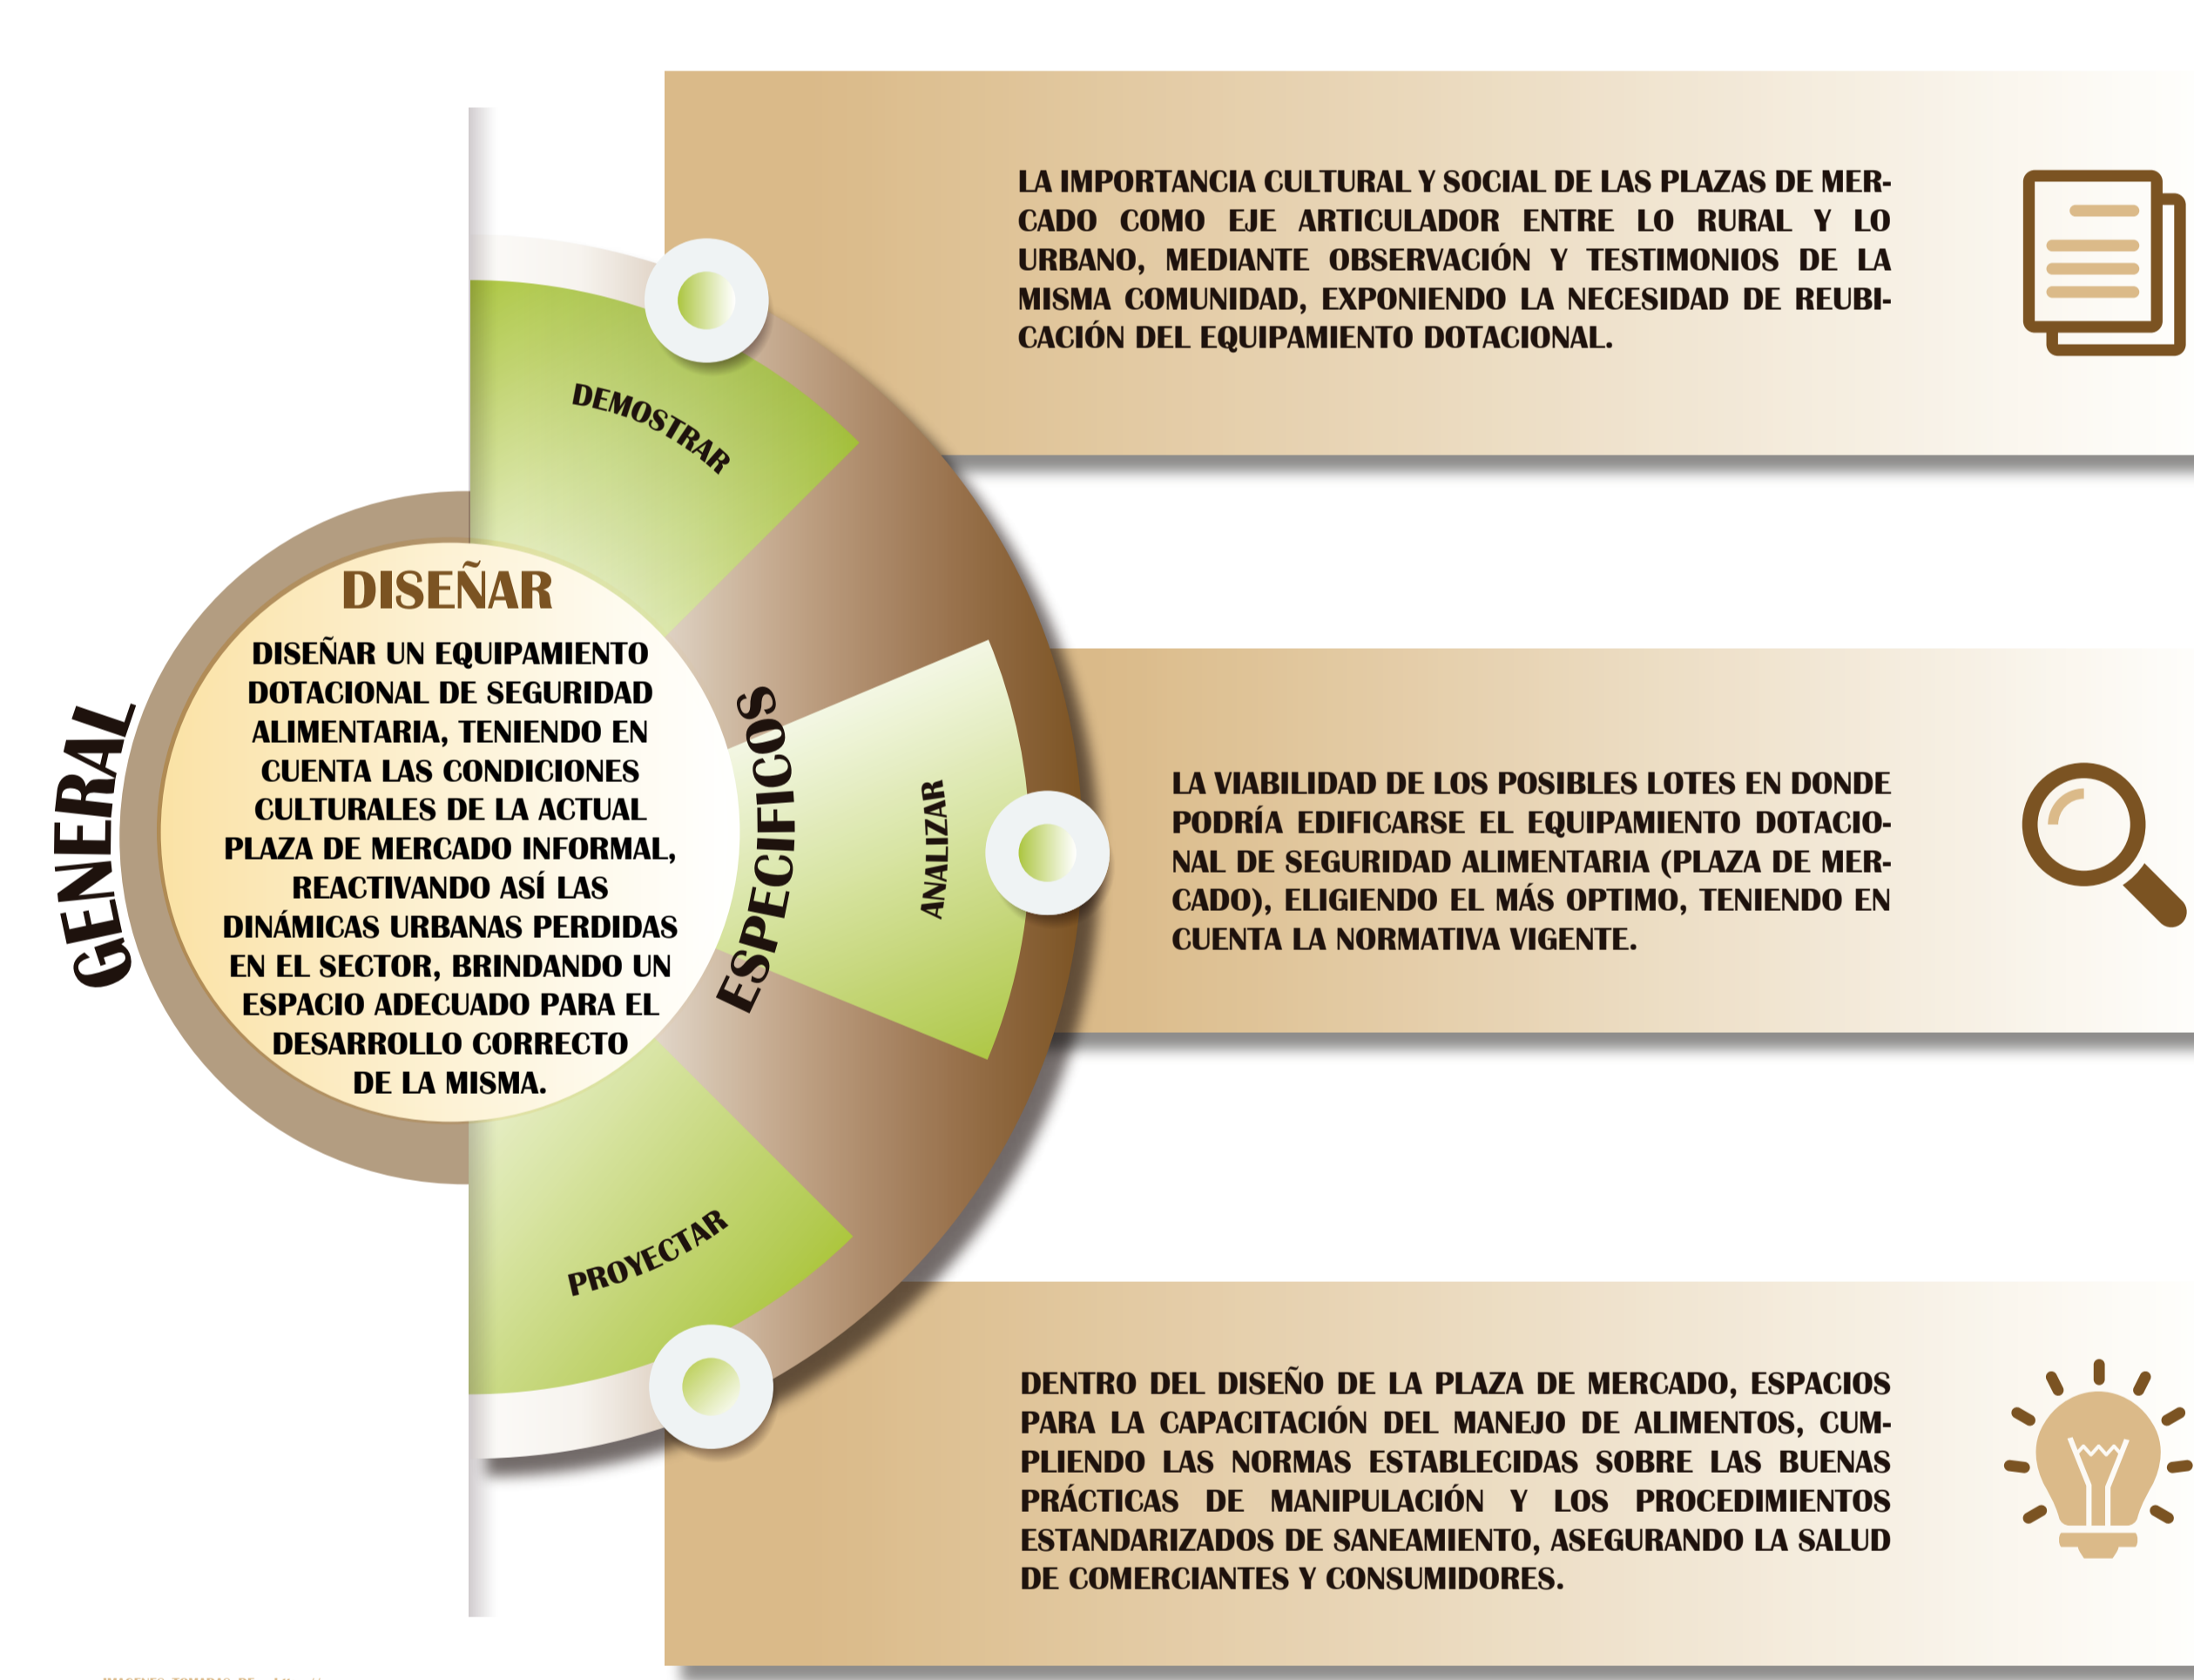 GENERAL
DISEÑAR
DISEÑAR UN EQUIPAMIENTO
DOTACIONAL DE SEGURIDAD
ALIMENTARIA, TENIENDO EN
CUENTA LAS CONDICIONES
CULTURALES DE LA ACTUAL
PLAZA DE MERCADO INFORMAL,
REACTIVANDO ASÍ LAS
DINÁMICAS URBANAS PERDIDAS
EN EL SECTOR, BRINDANDO UN
ESPACIO ADECUADO PARA EL
DESARROLLO CORRECTO
DE LA MISMA.
ESPECIFICOS
DEMOSTRAR
LA IMPORTANCIA CULTURAL Y SOCIAL DE LAS PLAZAS DE MER-
CADO COMO EJE ARTICULADOR ENTRE LO RURAL Y LO
URBANO, MEDIANTE OBSERVACIÓN Y TESTIMONIOS DE LA
MISMA COMUNIDAD, EXPONIENDO LA NECESIDAD DE REUBI-
CACIÓN DEL EQUIPAMIENTO DOTACIONAL.
ANALIZAR
LA VIABILIDAD DE LOS POSIBLES LOTES EN DONDE
PODRÍA EDIFICARSE EL EQUIPAMIENTO DOTACIO-
NAL DE SEGURIDAD ALIMENTARIA (PLAZA DE MER-
CADO), ELIGIENDO EL MÁS OPTIMO, TENIENDO EN
CUENTA LA NORMATIVA VIGENTE.
PROYECTAR
DENTRO DEL DISEÑO DE LA PLAZA DE MERCADO, ESPACIOS
PARA LA CAPACITACIÓN DEL MANEJO DE ALIMENTOS, CUM-
PLIENDO LAS NORMAS ESTABLECIDAS SOBRE LAS BUENAS
PRÁCTICAS DE MANIPULACIÓN Y LOS PROCEDIMIENTOS
ESTANDARIZADOS DE SANEAMIENTO, ASEGURANDO LA SALUD
DE COMERCIANTES Y CONSUMIDORES.